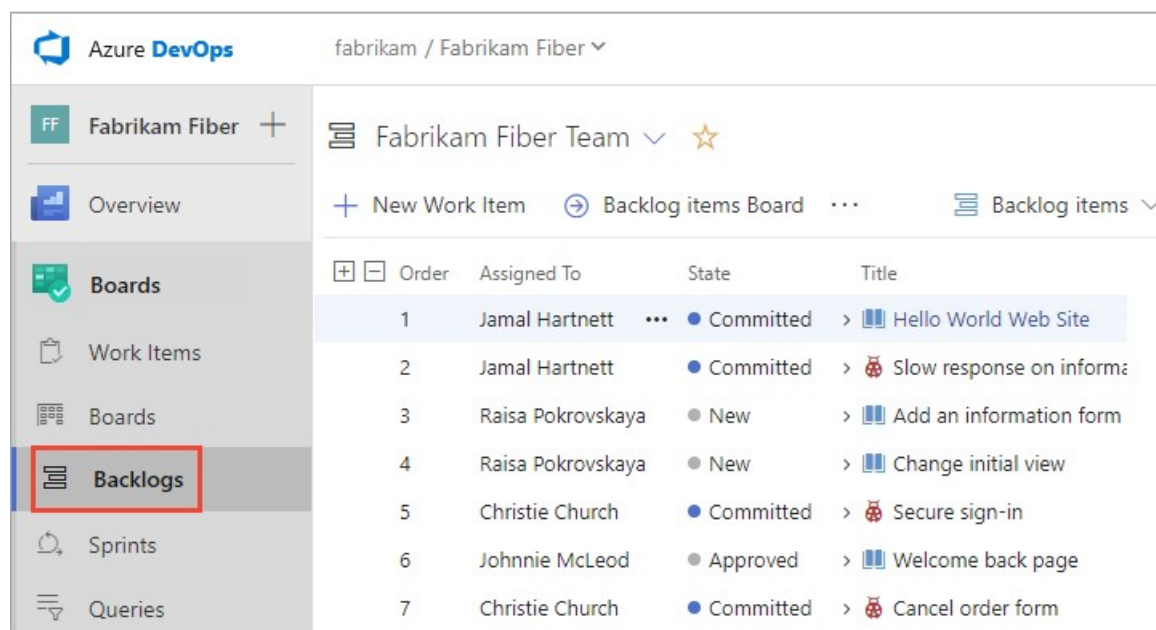 Azure DevOps
fabrikam / Fabrikam Fiber
FF
Fabrikam Fiber
Overview
Boards
Work Items
Boards
Backlogs
Sprints
Queries
Fabrikam Fiber Team
New Work Item Backlog items Board ... Backlog items
Order Assigned To State Title
1 Jamal Hartnett ... Committed Hello World Web Site
2 Jamal Hartnett Committed Slow response on informa
3 Raisa Pokrovskaya New Add an information form
4 Raisa Pokrovskaya New Change initial view
5 Christie Church Committed Secure sign-in
6 Johnnie McLeod Approved Welcome back page
7 Christie Church Committed Cancel order form